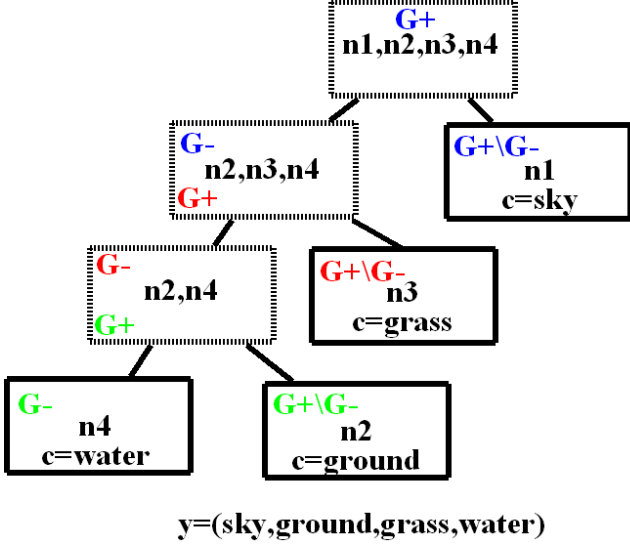 G+
n1,n2,n3,n4
G-
n2,n3,n4
G+
G+\G-
n1
c=sky
G-
n2,n4
G+
G+\G-
n3
c=grass
G-
n4
c=water
G+\G-
n2
c=ground
y=(sky,ground,grass,water)